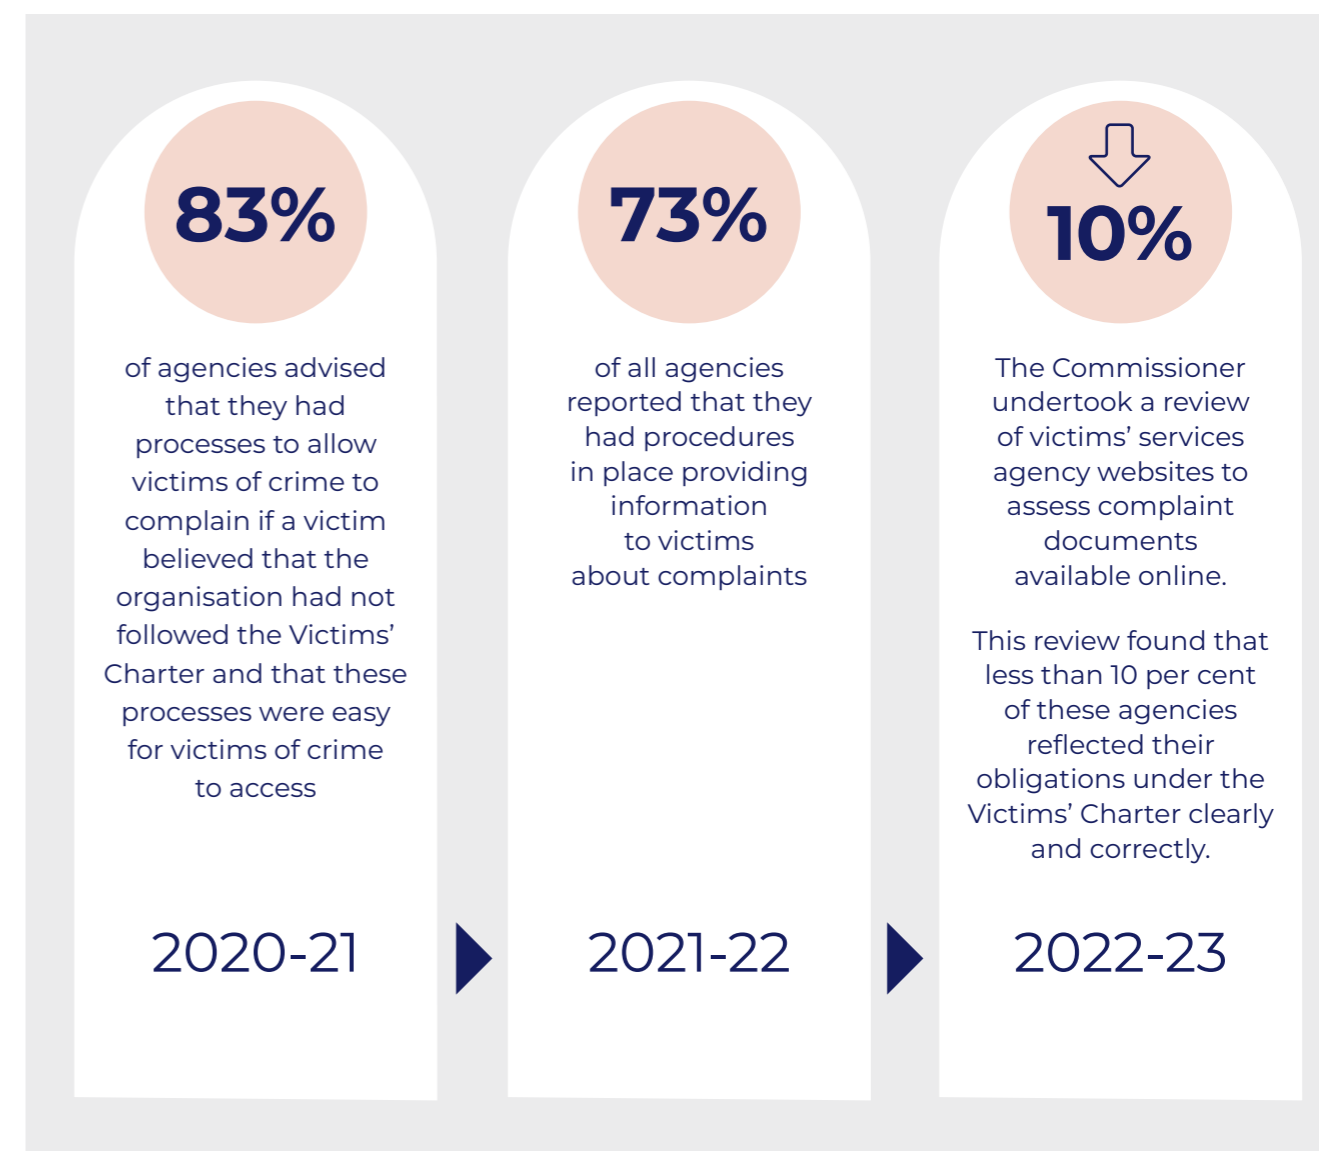 83%
of agencies advised
that they had
processes to allow
victims of crime to
complain if a victim
believed that the
organisation had not
followed the Victims’
Charter and that these
processes were easy
for victims of crime
to access
2020-21
73%
of all agencies
reported that they
had procedures
in place providing
information
to victims
about complaints
2021-22
10%
The Commissioner
undertook a review
of victims’ services
agency websites to
assess complaint
documents
available online.
This review found that
less than 10 per cent
of these agencies
reflected their
obligations under the
Victims’ Charter clearly
and correctly.
2022-23